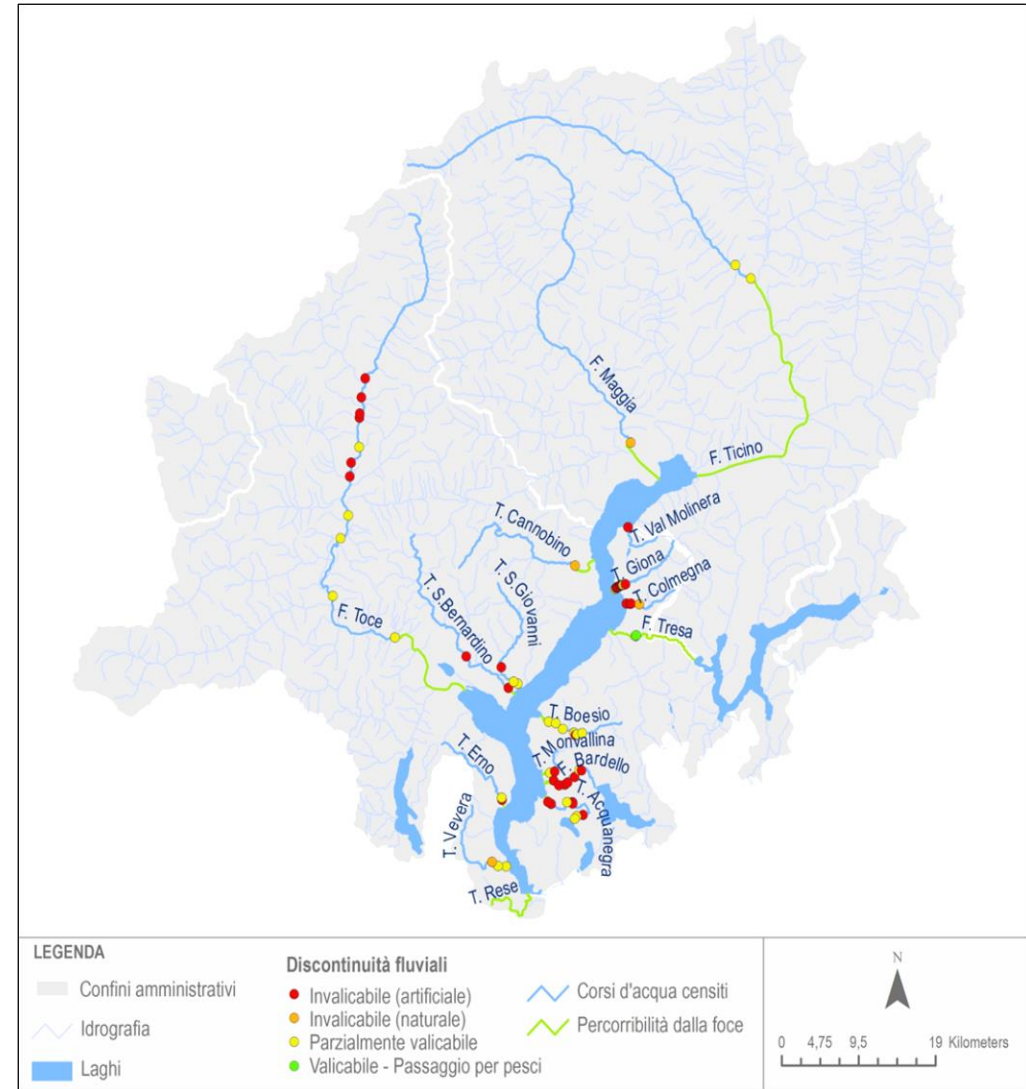 F. Maggia
F. Ticino
T. Val Molinera
T. Cannobino
T. Giona
T. Colmegna
T. S.Giovanni
T. S.Bernardino
F. Tresa
F. Toce
T. Boesio
T. Monvallina
F. Bardello
T. Erno
T. Acquanegra
T. Vevera
T. Rese
LEGENDA
Confini amministrativi
Idrografia
Laghi
Discontinuità fluviali
Invalicabile (artificiale)
Invalicabile (naturale)
Parzialmente valicabile
Valicabile - Passaggio per pesci
Corsi d'acqua censiti
Percorribilità dalla foce
N
0 4,75 9,5 19 Kilometers